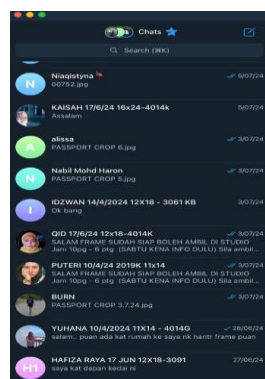 Chats
Search (⌘K)
N
Niaqistyna
5/07/24
00752.jpg
KAISAH 17/6/24 16x24-4014k
5/07/24
Assalam
A
alissa
3/07/24
PASSPORT CROP 6.jpg
N
Nabil Mohd Haron
3/07/24
PASSPORT CROP 5.jpg
I
IDZWAN 14/4/2024 12X18 - 3061 KB
3/07/24
Ok bang
QID 17/6/24 12x18-4014K
3/07/24
SALAM FRAME SUDAH SIAP BOLEH AMBIL DI STUDIO
Jam 10pg - 6 ptg (SABTU KENA INFO DULU) Sila ambil...
PUTERI 10/4/24 2019K 11x14
3/07/24
SALAM FRAME SUDAH SIAP BOLEH AMBIL DI STUDIO
Jam 10pg - 6 ptg (SABTU KENA INFO DULU) Sila ambil...
BURN
3/07/24
PASSPORT CROP 3.7.24.jpg
YUHANA 10/4/2024 11X14 - 4014G
28/06/24
salam.. puan ada kat rumah ke saya nk hantr frame puan
H1
HAFIZA RAYA 17 JUN 12X18-3091
27/06/24
saya kat depan kedai ni